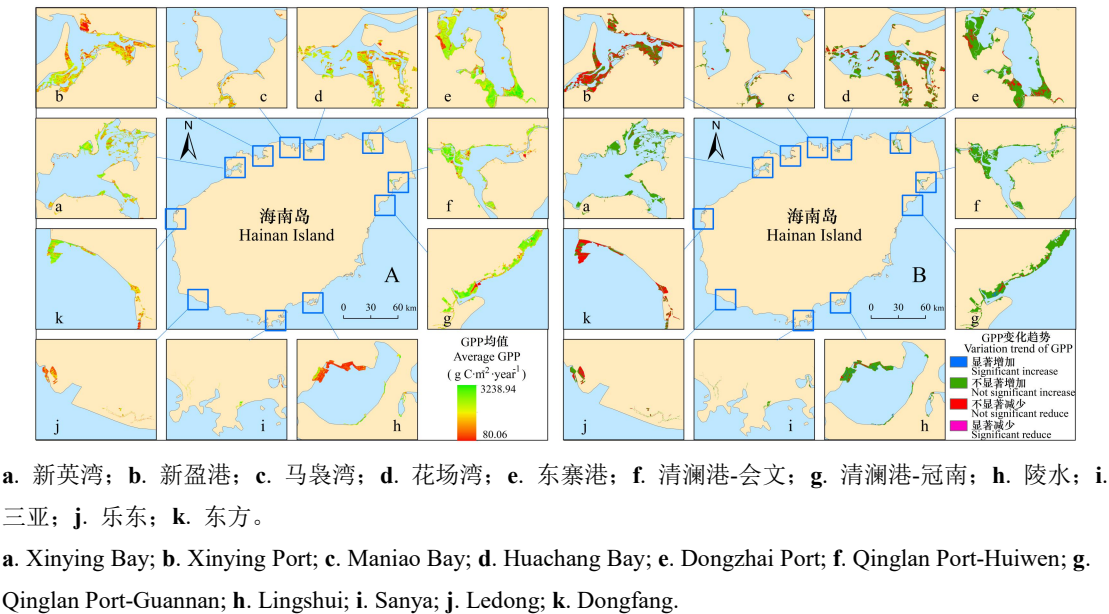 b
c
d
e
a
N
f
海南岛
Hainan Island
k
A
0 30 60 km
g
GPP均值
Average GPP
( g C·m²·year¹)
3238.94
80.06
j
i
h
b
c
d
e
a
N
f
海南岛
Hainan Island
k
B
0 30 60 km
g
GPP变化趋势
Variation trend of GPP
显著增加
Significant increase
不显著增加
Not significant increase
不显著减少
Not significant reduce
显著减少
Significant reduce
j
i
h
a. 新英湾；b. 新盈港；c. 马袅湾；d. 花场湾；e. 东寨港；f. 清澜港-会文；g. 清澜港-冠南；h. 陵水；i.
三亚；j. 乐东；k. 东方。
a. Xinying Bay; b. Xinying Port; c. Maniao Bay; d. Huachang Bay; e. Dongzhai Port; f. Qinglan Port-Huiwen; g.
Qinglan Port-Guannan; h. Lingshui; i. Sanya; j. Ledong; k. Dongfang.